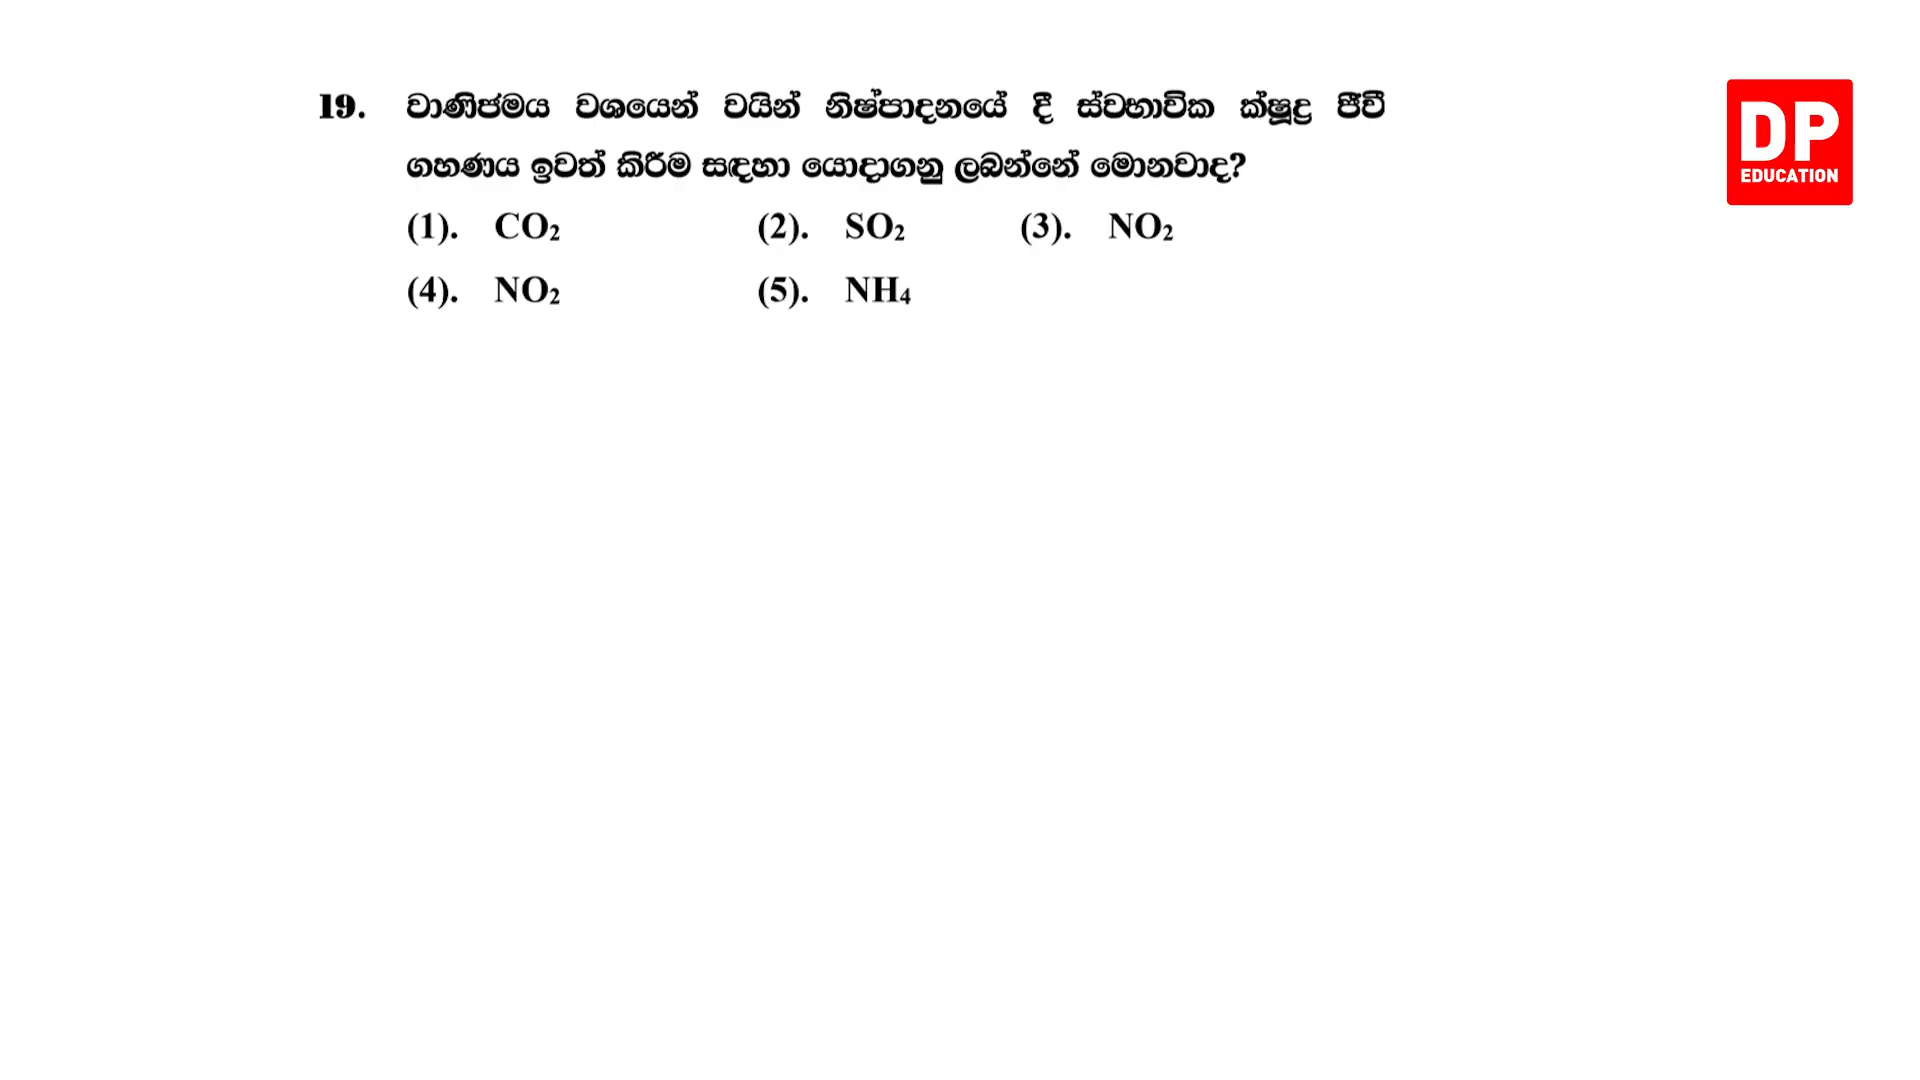 19. වාණිජමය වශයෙන් වයින් නිෂ්පාදනයේ දී ස්වභාවික ක්ෂුද්‍ර ජීවී
ගහණය ඉවත් කිරීම සඳහා යොදාගනු ලබන්නේ මොනවාද?
(1). CO₂ (2). SO₂ (3). NO₂
(4). NO₂ (5). NH₄
DP
EDUCATION